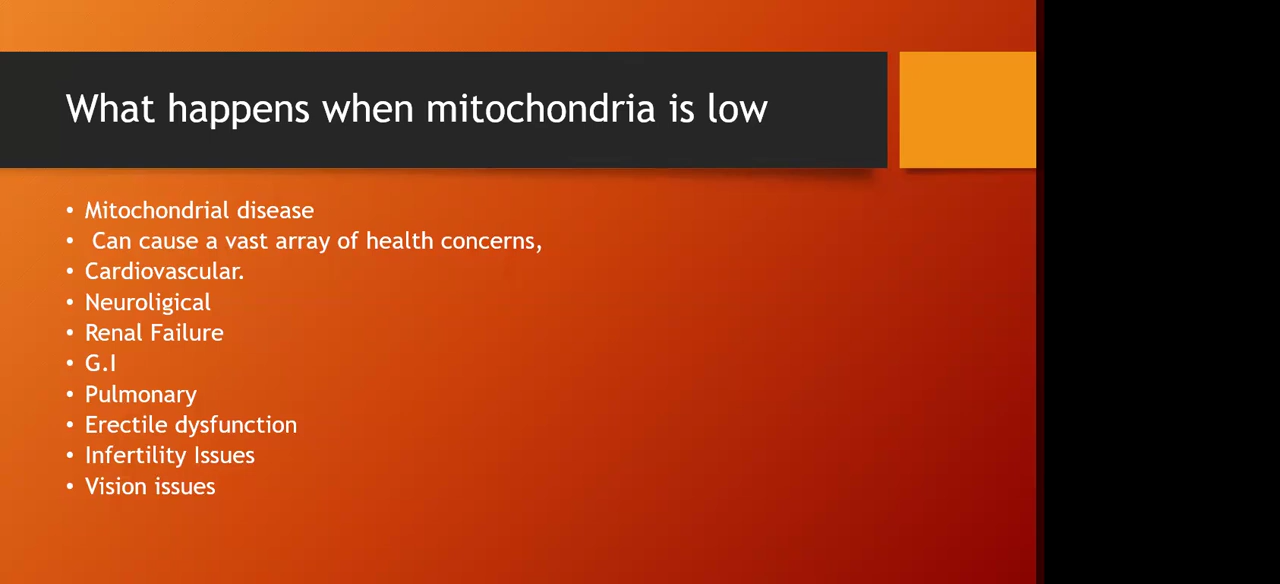 What happens when mitochondria is low
• Mitochondrial disease
• Can cause a vast array of health concerns,
• Cardiovascular.
• Neuroligical
• Renal Failure
• G.I
• Pulmonary
• Erectile dysfunction
• Infertility Issues
• Vision issues